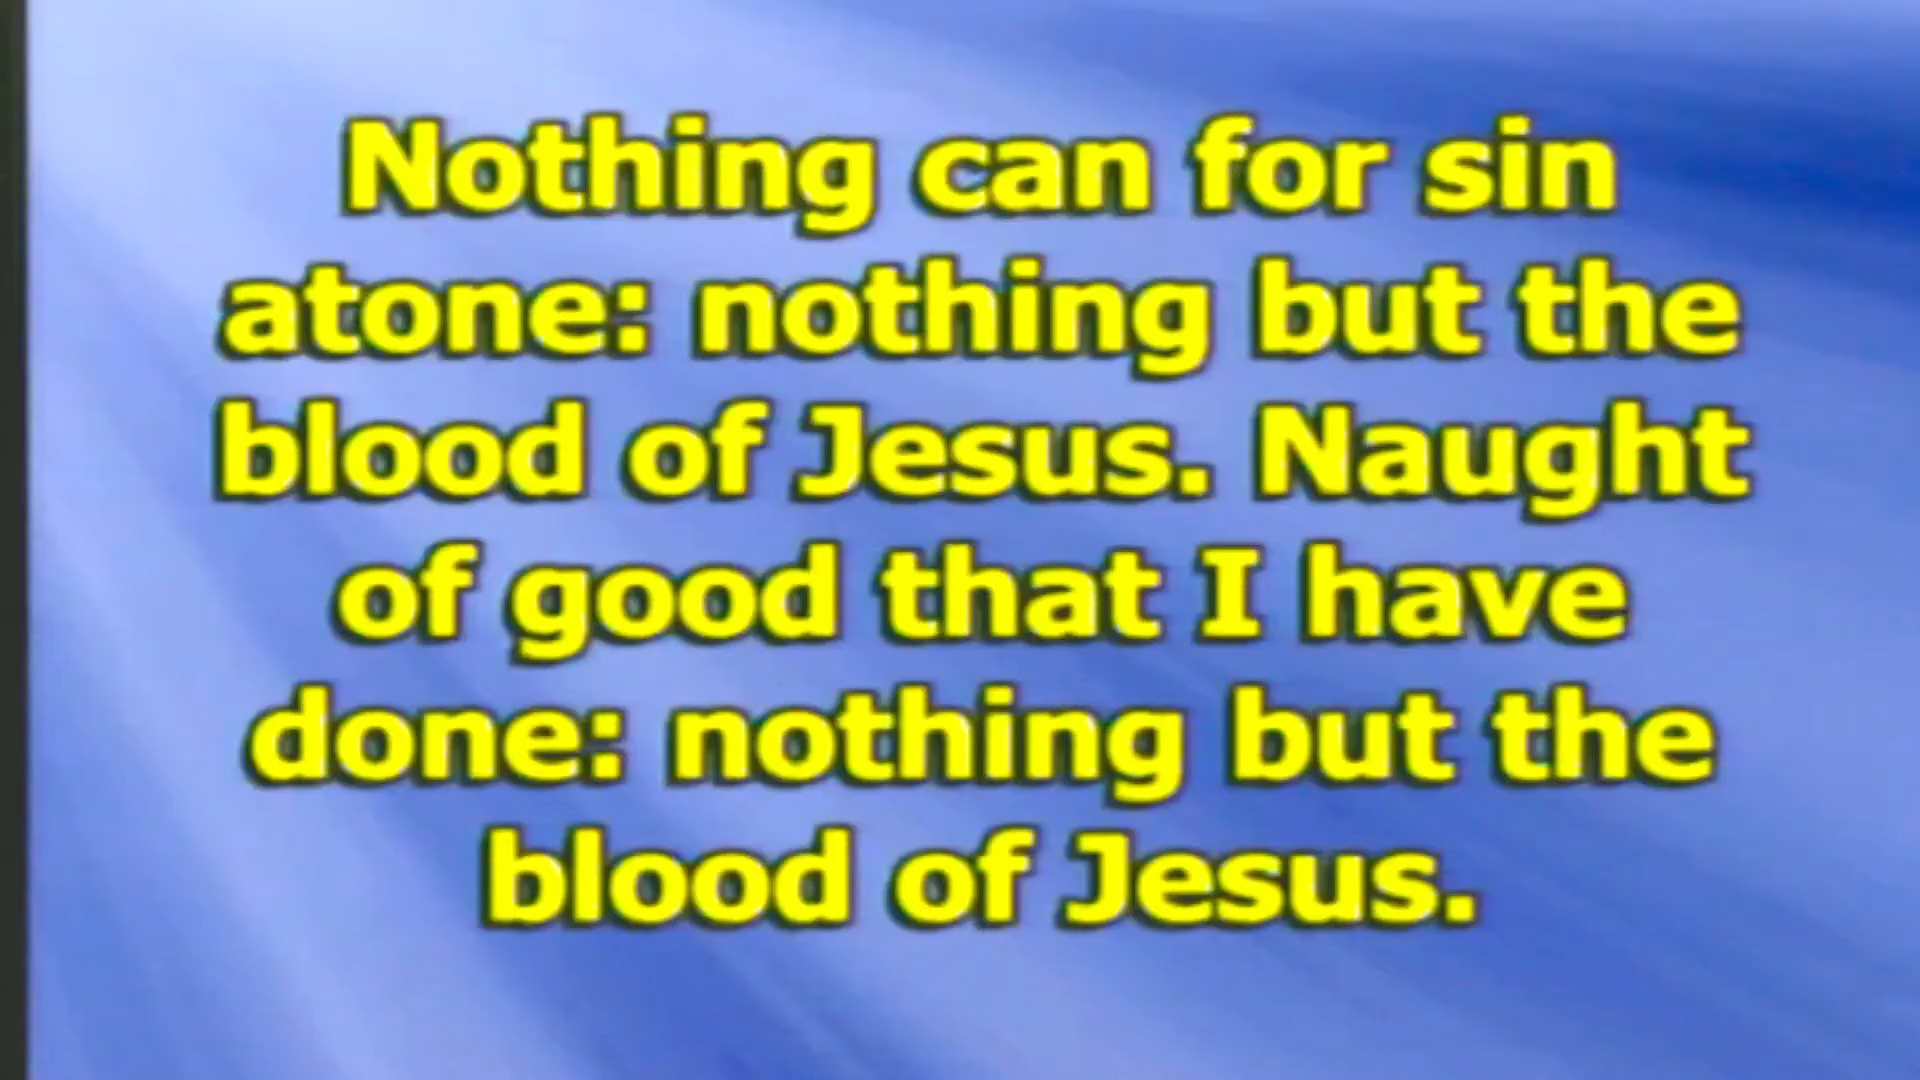 Nothing can for sin
atone: nothing but the
blood of Jesus. Naught
of good that I have
done: nothing but the
blood of Jesus.